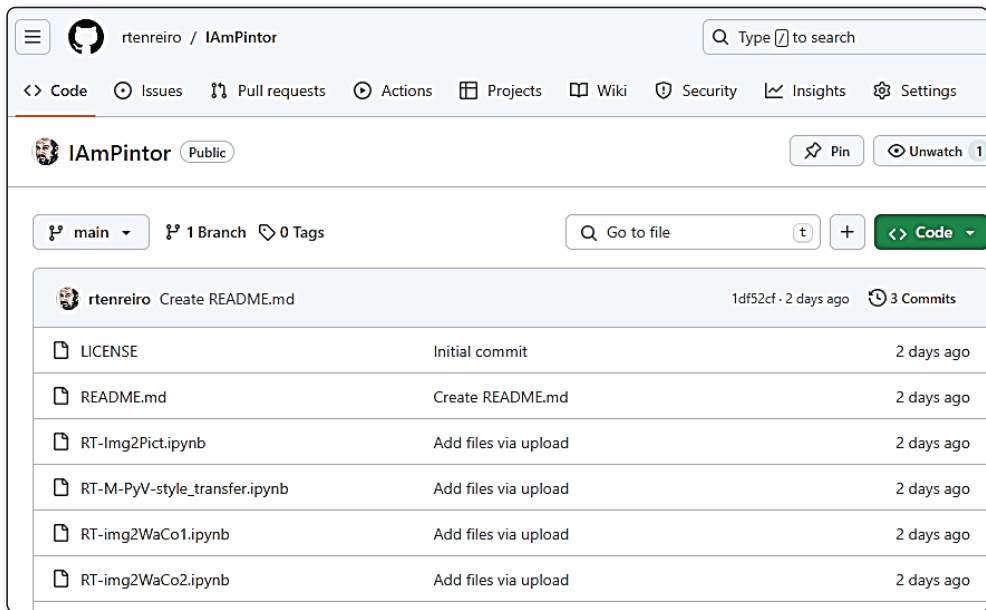 rtenreiro / IAmPintor
Type / to search
Code Issues Pull requests Actions Projects Wiki Security Insights Settings
IAmPintor Public
Pin Unwatch 1
main 1 Branch 0 Tags
Go to file t + Code
rtenreiro Create README.md 1df52cf · 2 days ago 3 Commits
LICENSE Initial commit 2 days ago
README.md Create README.md 2 days ago
RT-Img2Pict.ipynb Add files via upload 2 days ago
RT-M-PyV-style_transfer.ipynb Add files via upload 2 days ago
RT-img2WaCo1.ipynb Add files via upload 2 days ago
RT-img2WaCo2.ipynb Add files via upload 2 days ago